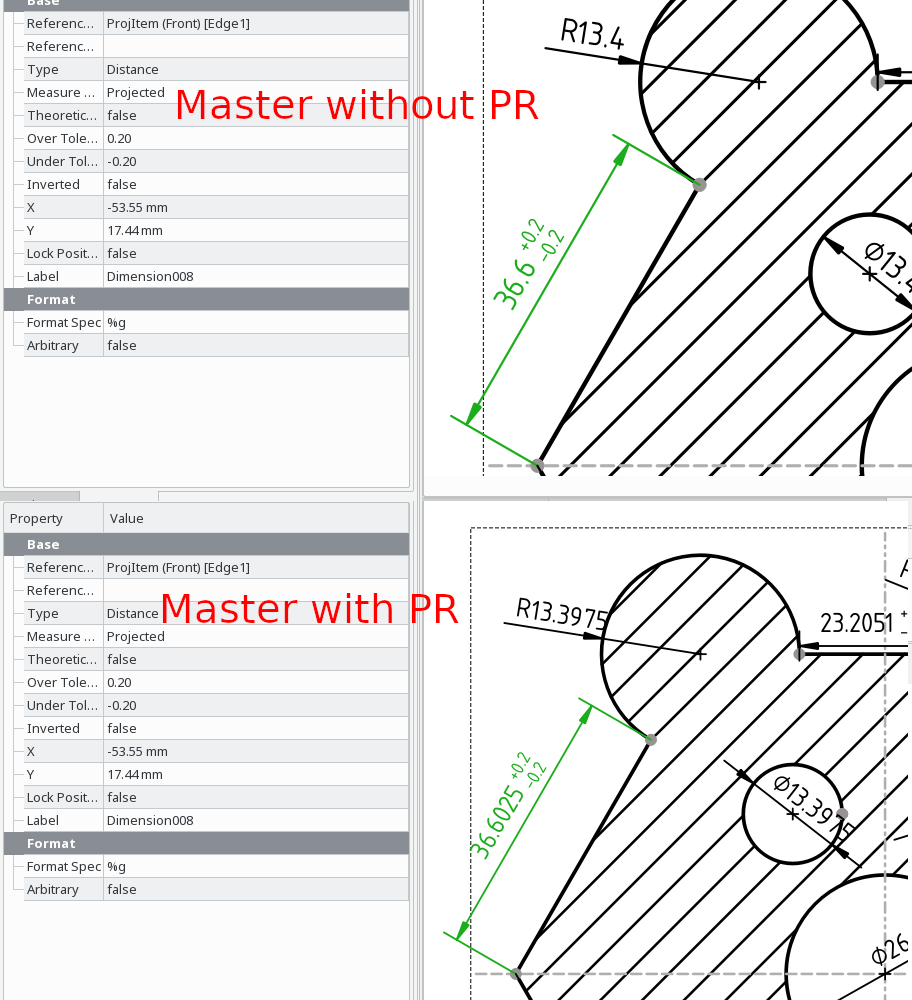 Base
Referenc... ProjItem (Front) [Edge1]
Referenc...
Type Distance
Measure ... Projected
Theoretic... false
Over Tole... 0.20
Under Tol... -0.20
Inverted false
X -53.55 mm
Y 17.44 mm
Lock Posit... false
Label Dimension008
Format
Format Spec %g
Arbitrary false
Master without PR
R13.4
36.6 +0.2
-0.2
Ø13.4
Property Value
Base
Referenc... ProjItem (Front) [Edge1]
Referenc...
Type Distance
Measure ... Projected
Theoretic... false
Over Tole... 0.20
Under Tol... -0.20
Inverted false
X -53.55 mm
Y 17.44 mm
Lock Posit... false
Label Dimension008
Format
Format Spec %g
Arbitrary false
Master with PR
R13.3975
23.2051
36.6025 +0.2
-0.2
Ø13.3975
Ø26